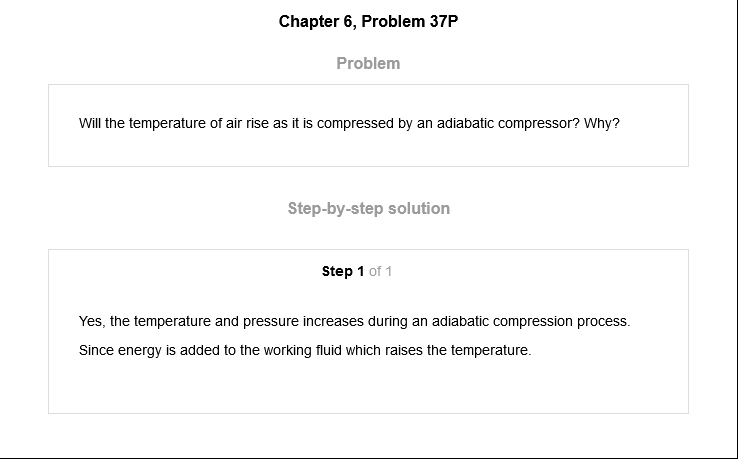 Chapter 6, Problem 37P
Problem
Will the temperature of air rise as it is compressed by an adiabatic compressor? Why?
Step-by-step solution
Step 1 of 1
Yes, the temperature and pressure increases during an adiabatic compression process.
Since energy is added to the working fluid which raises the temperature.